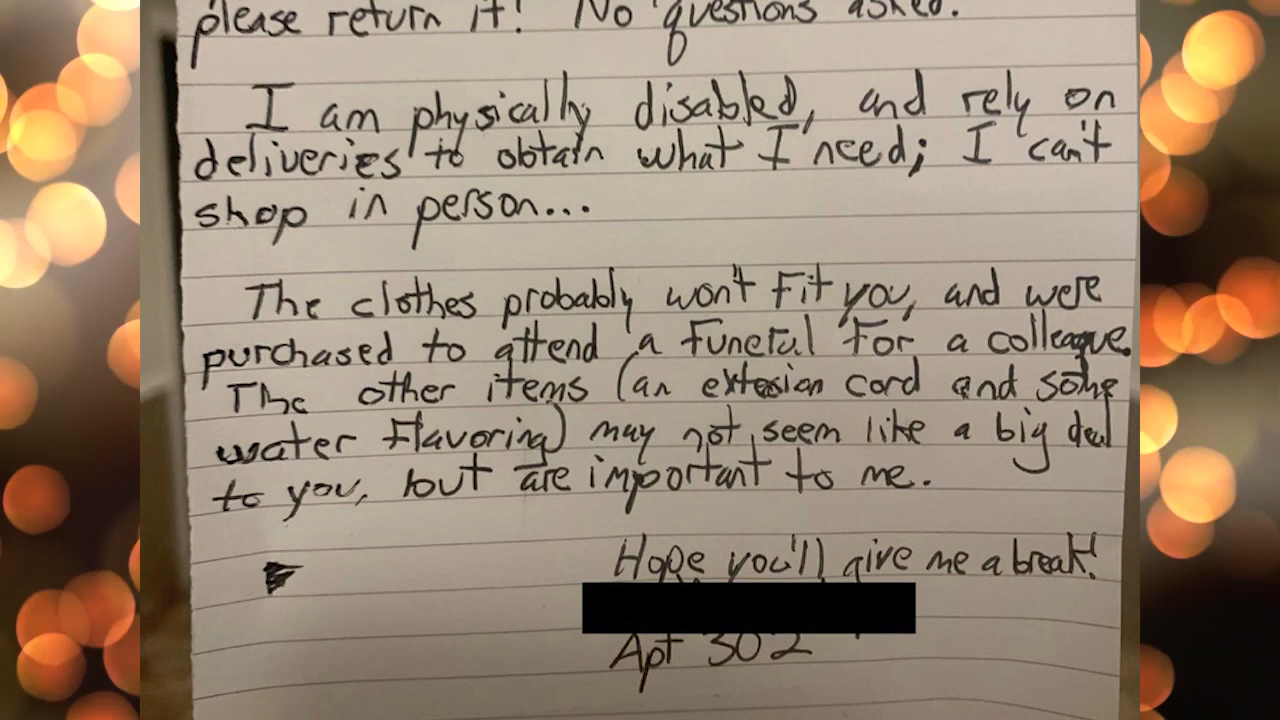 please return it! No questions asked.
I am physically disabled, and rely on
deliveries to obtain what I need; I can't
shop in person...
The clothes probably won't fit you, and were
purchased to attend a funeral for a colleague.
The other items (an extesion cord and some
water flavoring) may not seem like a big deal
to you, but are important to me.
Hope you'll give me a break!
Apt 302